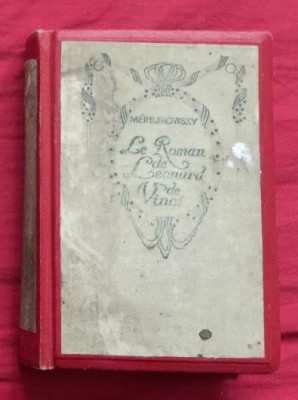 MEREJKOWSKY
Le Roman
de
Léonard
de
Vinci